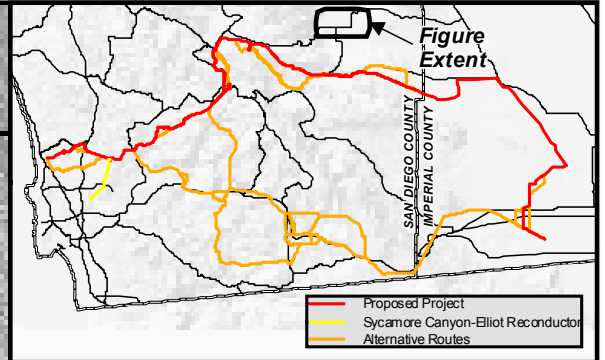 Figure
Extent
SAN DIEGO COUNTY
IMPERIAL COUNTY
Proposed Project
Sycamore Canyon-Elliot Reconductor
Alternative Routes